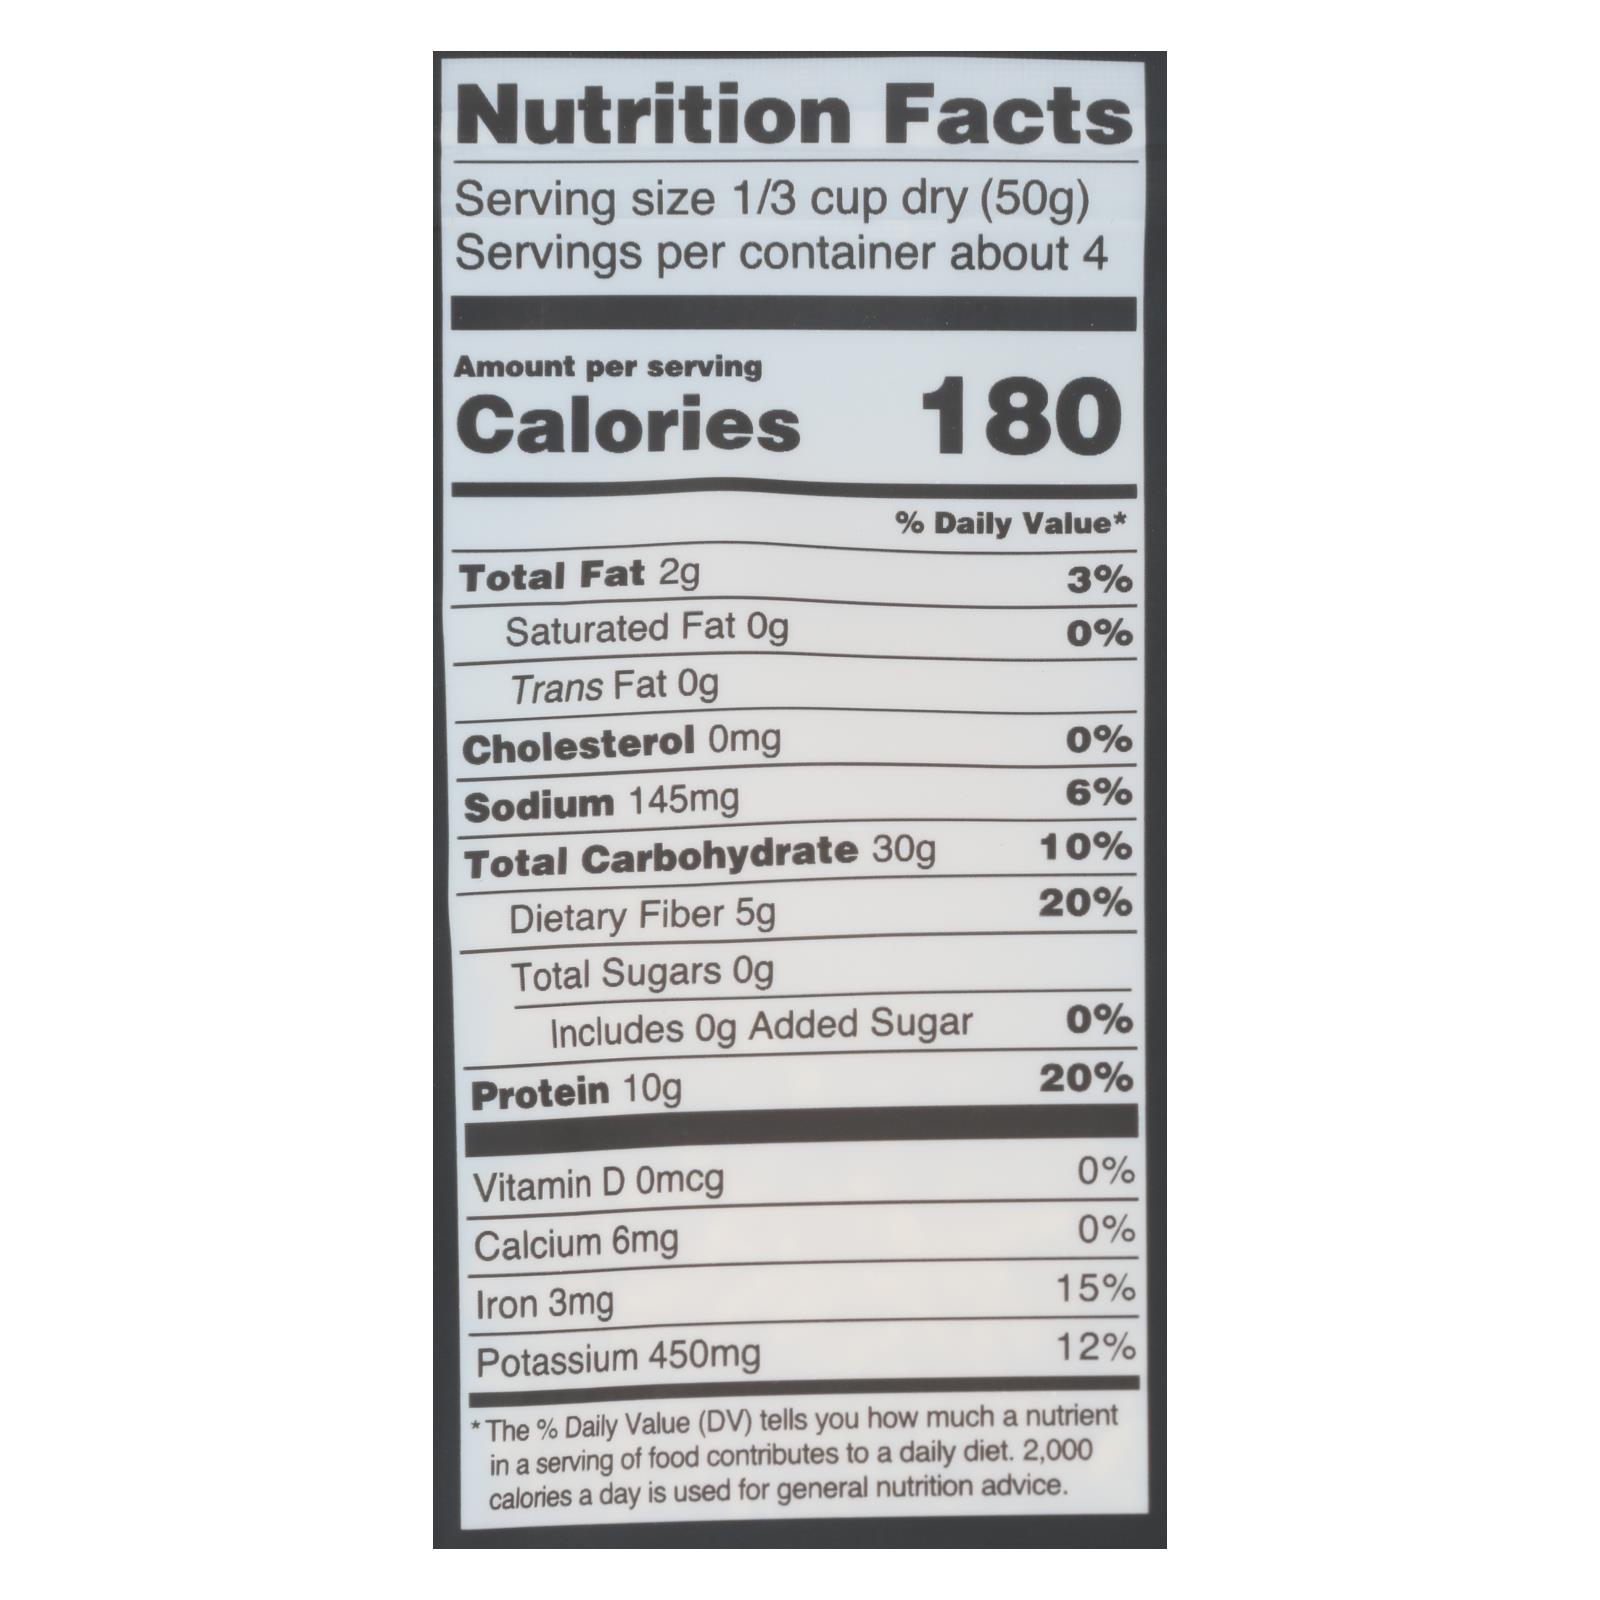 Nutrition Facts
Serving size 1/3 cup dry (50g)
Servings per container about 4
Amount per serving
Calories 180
% Daily Value*
Total Fat 2g 3%
Saturated Fat 0g 0%
Trans Fat 0g
Cholesterol 0mg 0%
Sodium 145mg 6%
Total Carbohydrate 30g 10%
Dietary Fiber 5g 20%
Total Sugars 0g
Includes 0g Added Sugar 0%
Protein 10g 20%
Vitamin D 0mcg 0%
Calcium 6mg 0%
Iron 3mg 15%
Potassium 450mg 12%
* The % Daily Value (DV) tells you how much a nutrient
in a serving of food contributes to a daily diet. 2,000
calories a day is used for general nutrition advice.